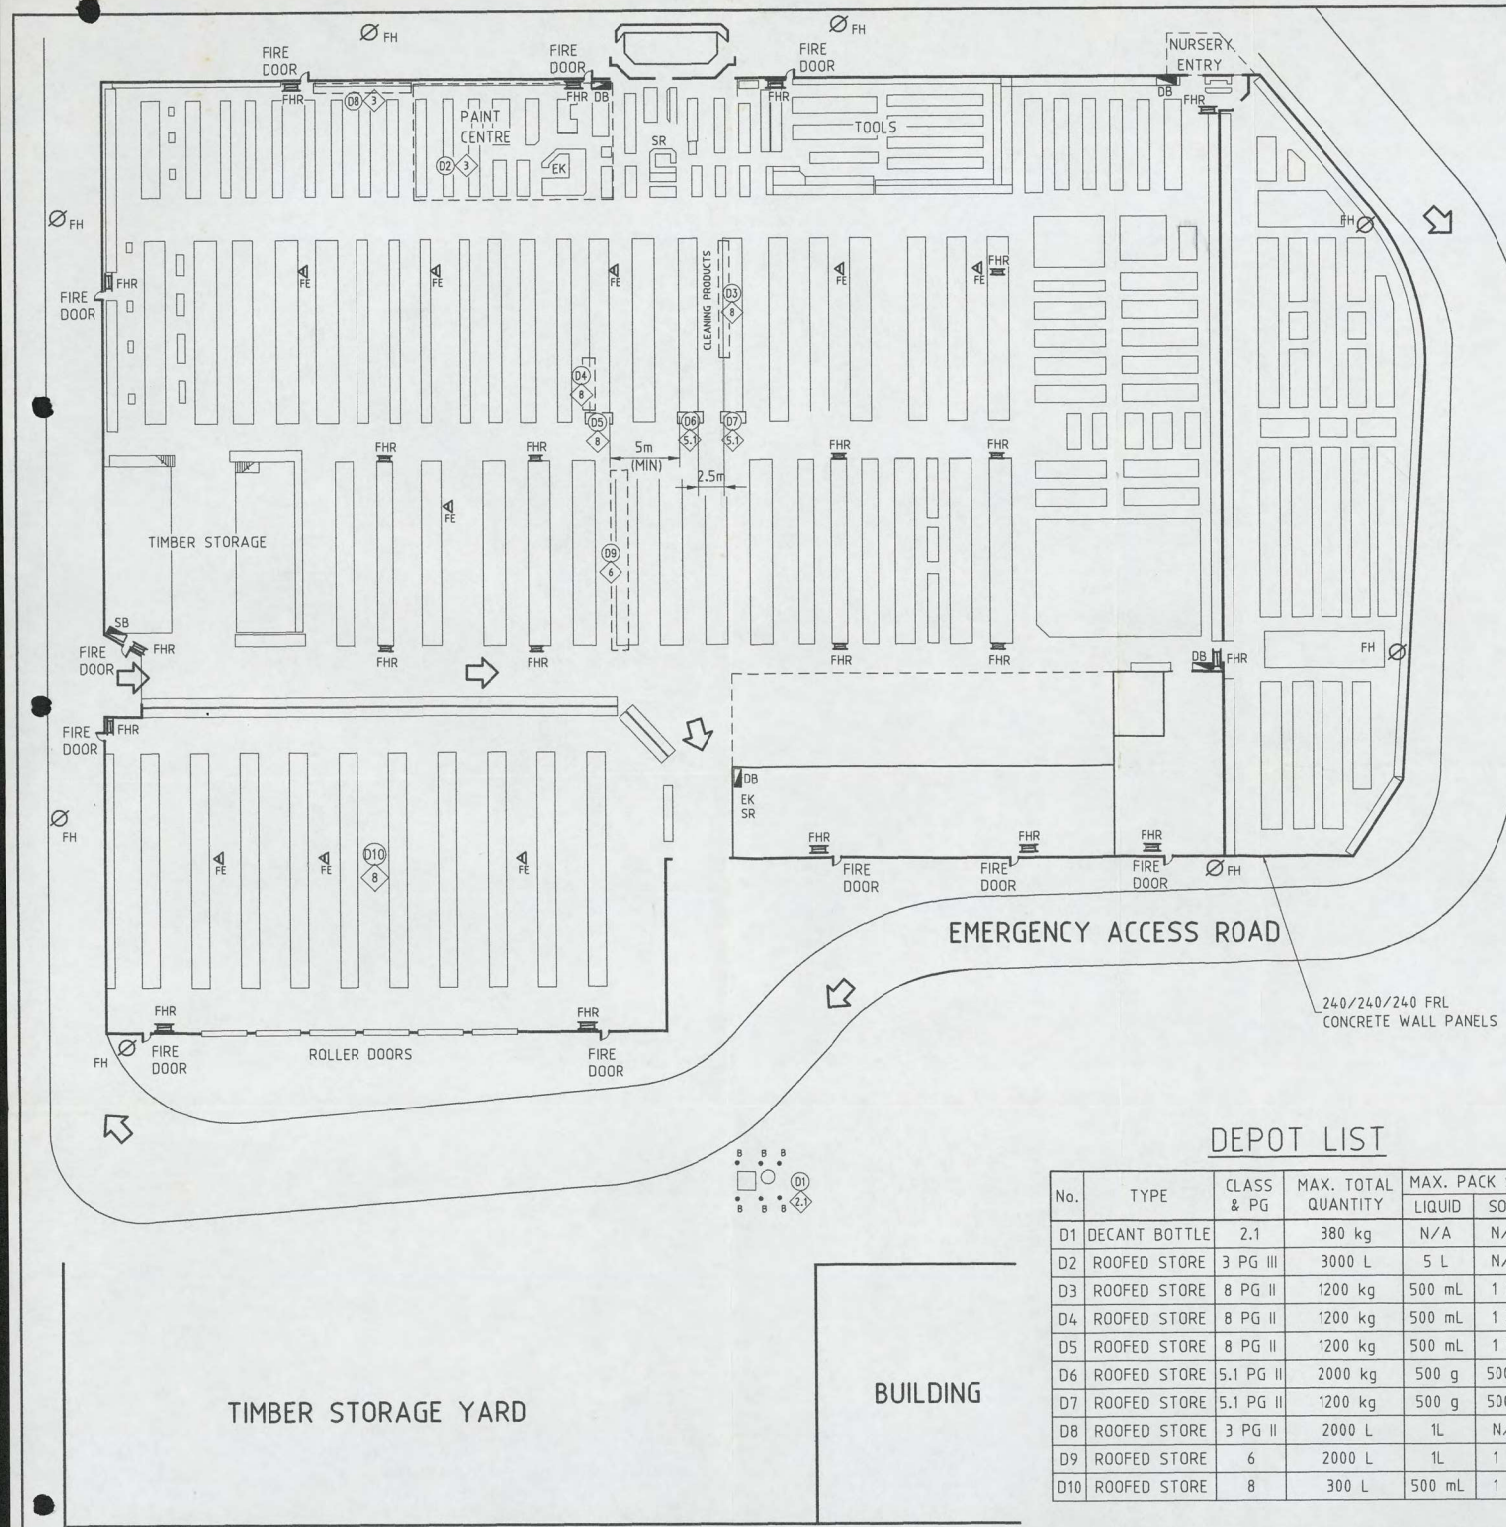 FH
FH
FIRE
DOOR
FIRE
DOOR
FIRE
DOOR
NURSERY
ENTRY
FHR
D8
3
FHR
DB
FHR
DB
FHR
PAINT
CENTRE
D2
3
EK
SR
TOOLS
FH
FH
FHR
FIRE
DOOR
FE
FE
FE
CLEANING PRODUCTS
D3
8
FE
FE
FHR
D4
8
D5
8
D6
5.1
D7
5.1
FHR
FHR
5m
(MIN)
2.5m
FHR
FHR
FE
TIMBER STORAGE
D9
6
SB
FIRE
DOOR
FHR
FHR
FHR
FHR
FHR
DB
FHR
FH
FIRE
DOOR
FHR
DB
EK
SR
FH
FE
FE
D10
8
FE
FHR
FHR
FHR
FIRE
DOOR
FIRE
DOOR
FIRE
DOOR
FH
EMERGENCY ACCESS ROAD
240/240/240 FRL
CONCRETE WALL PANELS
FHR
FHR
FH
FIRE
DOOR
ROLLER DOORS
FIRE
DOOR
B B B
D1
2.1
B B B
DEPOT LIST
No. TYPE CLASS & PG MAX. TOTAL QUANTITY MAX. PACK
LIQUID SO
D1 DECANT BOTTLE 2.1 380 kg N/A N/
D2 ROOFED STORE 3 PG III 3000 L 5 L N/
D3 ROOFED STORE 8 PG II 1200 kg 500 mL 1
D4 ROOFED STORE 8 PG II 1200 kg 500 mL 1
D5 ROOFED STORE 8 PG II 1200 kg 500 mL 1
D6 ROOFED STORE 5.1 PG II 2000 kg 500 g 500
D7 ROOFED STORE 5.1 PG II 1200 kg 500 g 500
D8 ROOFED STORE 3 PG II 2000 L 1L N/
D9 ROOFED STORE 6 2000 L 1L 1
D10 ROOFED STORE 8 300 L 500 mL 1
TIMBER STORAGE YARD
BUILDING